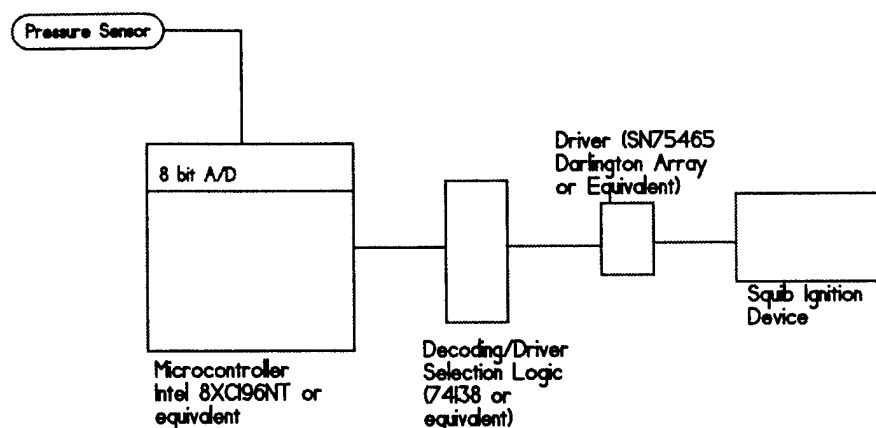 Pressure Sensor
8 bit A/D
Microcontroller
Intel 8XC196NT or
equivalent
Decoding/Driver
Selection Logic
(74138 or
equivalent)
Driver (SN75465
Darlington Array
or Equivalent)
Squib Ignition
Device